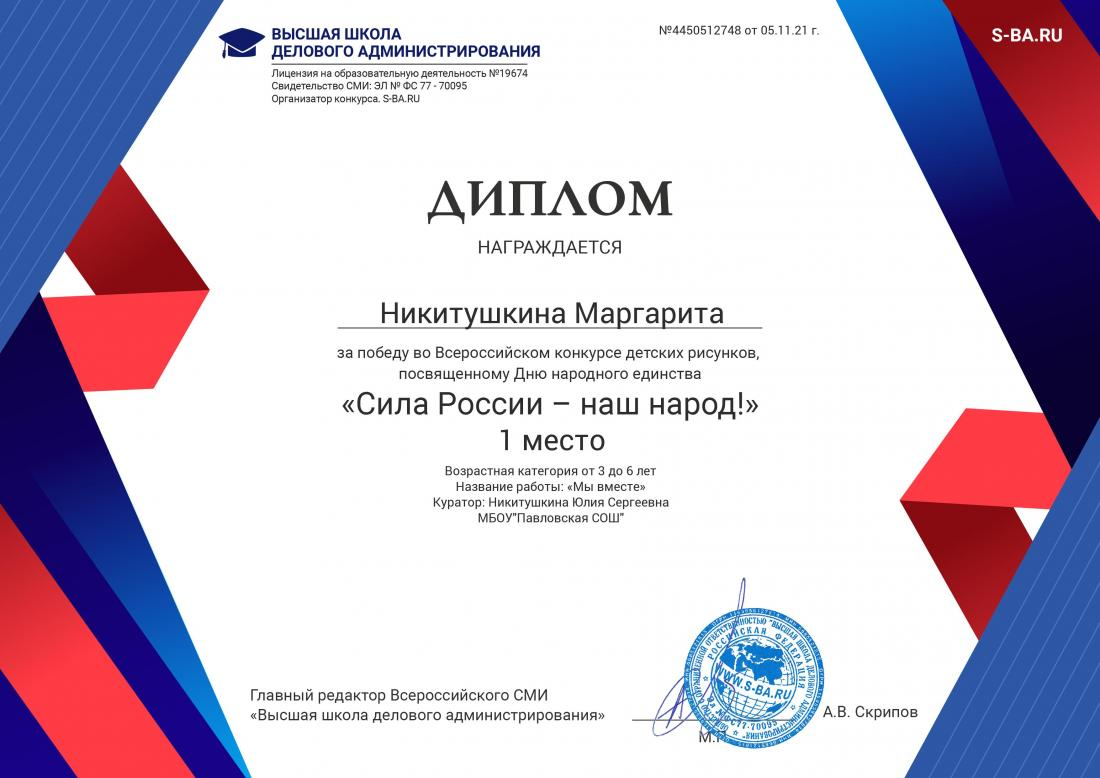 ВЫСШАЯ ШКОЛА
ДЕЛОВОГО АДМИНИСТРИРОВАНИЯ
Лицензия на образовательную деятельность №19674
Свидетельство СМИ: ЭЛ № ФС 77 - 70095
Организатор конкурса. S-BA.RU
№4450512748 от 05.11.21 г.
S-BA.RU
ДИПЛОМ
НАГРАЖДАЕТСЯ
Никитушкина Маргарита
за победу во Всероссийском конкурсе детских рисунков,
посвященному Дню народного единства
«Сила России – наш народ!»
1 место
Возрастная категория от 3 до 6 лет
Название работы: «Мы вместе»
Куратор: Никитушкина Юлия Сергеевна
МБОУ"Павловская СОШ"
Главный редактор Всероссийского СМИ
«Высшая школа делового администрирования»
РОССИЙСКАЯ ФЕДЕРАЦИЯ
WWW.S-BA.RU
А.В. Скрипов